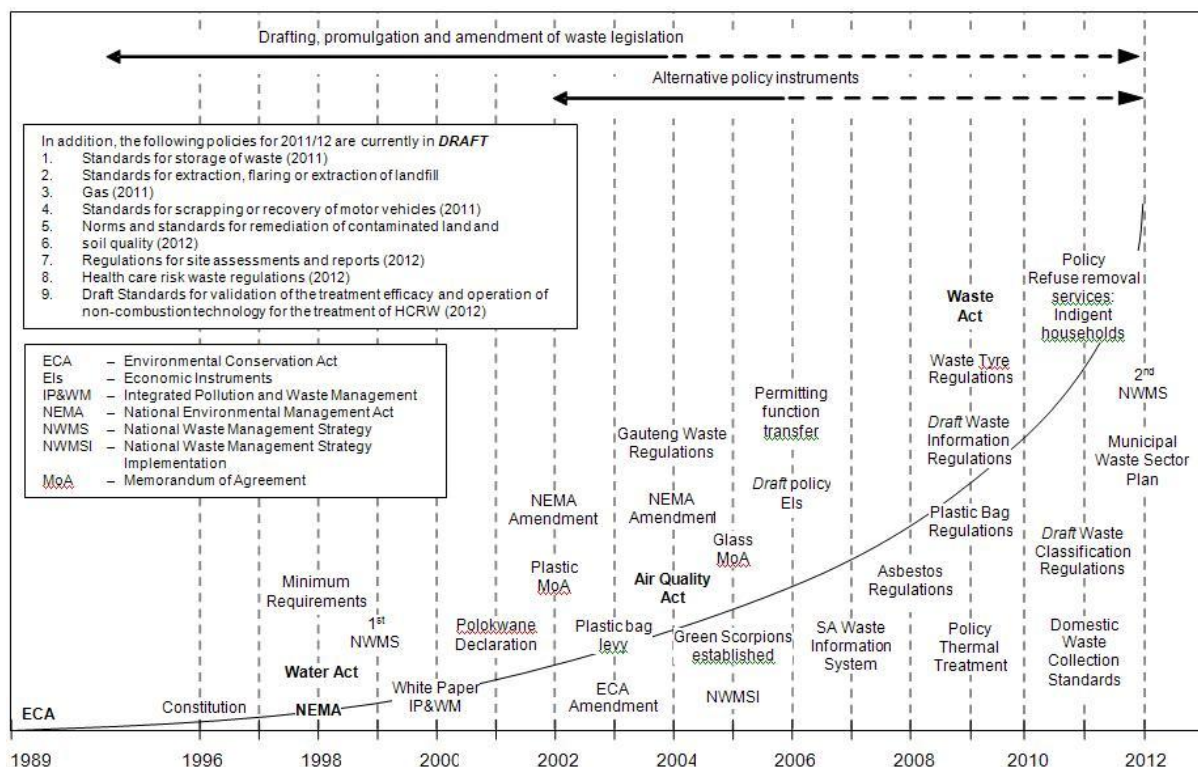 Drafting, promulgation and amendment of waste legislation
Alternative policy instruments
In addition, the following policies for 2011/12 are currently in DRAFT
1. Standards for storage of waste (2011)
2. Standards for extraction, flaring or extraction of landfill
3. Gas (2011)
4. Standards for scrapping or recovery of motor vehicles (2011)
5. Norms and standards for remediation of contaminated land and
6. soil quality (2012)
7. Regulations for site assessments and reports (2012)
8. Health care risk waste regulations (2012)
9. Draft Standards for validation of the treatment efficacy and operation of
non-combustion technology for the treatment of HCRW (2012)
ECA – Environmental Conservation Act
EIs – Economic Instruments
IP&WM – Integrated Pollution and Waste Management
NEMA – National Environmental Management Act
NWMS – National Waste Management Strategy
NWMSI – National Waste Management Strategy
Implementation
MoA – Memorandum of Agreement
ECA
Constitution
Minimum
Requirements
Water Act
NEMA
1st
NWMS
White Paper
IP&WM
Polokwane
Declaration
NEMA
Amendment
Plastic
MoA
Plastic bag
levy
ECA
Amendment
Gauteng Waste
Regulations
NEMA
Amendment
Air Quality
Act
Glass
MoA
Green Scorpions
established
NWMSI
Permitting
function
transfer
Draft policy
EIs
SA Waste
Information
System
Asbestos
Regulations
Waste
Act
Waste Tyre
Regulations
Draft Waste
Information
Regulations
Plastic Bag
Regulations
Policy
Thermal
Treatment
Policy
Refuse removal
services:
Indigent
households
2nd
NWMS
Municipal
Waste Sector
Plan
Draft Waste
Classification
Regulations
Domestic
Waste
Collection
Standards
1989 1996 1998 1999 2000 2002 2003 2004 2005 2006 2007 2008 2009 2010 2011 2012